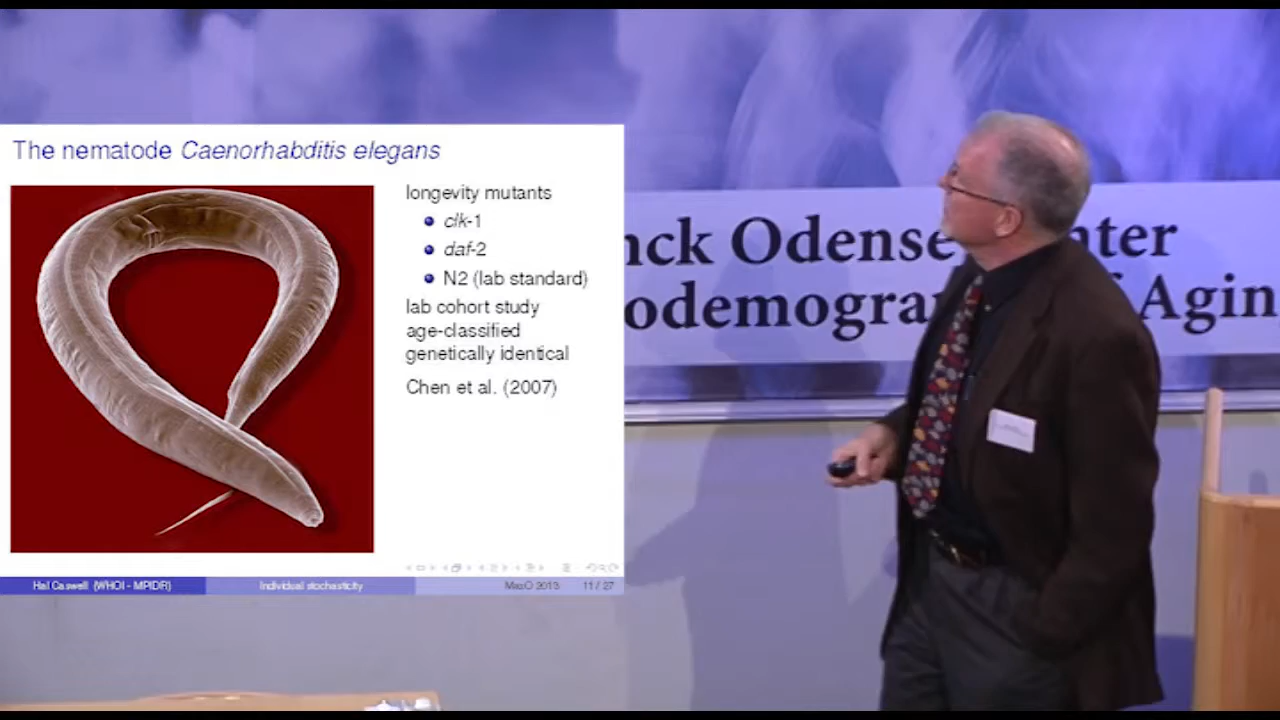 The nematode Caenorhabditis elegans
longevity mutants
clk-1
daf-2
N2 (lab standard)
lab cohort study
age-classified
genetically identical
Chen et al. (2007)
Hal Caswell (WHOI - MPIDR)
Individual stochasticity
MaxO 2013
11 / 27
nck Odense nter
odemogra f Agin